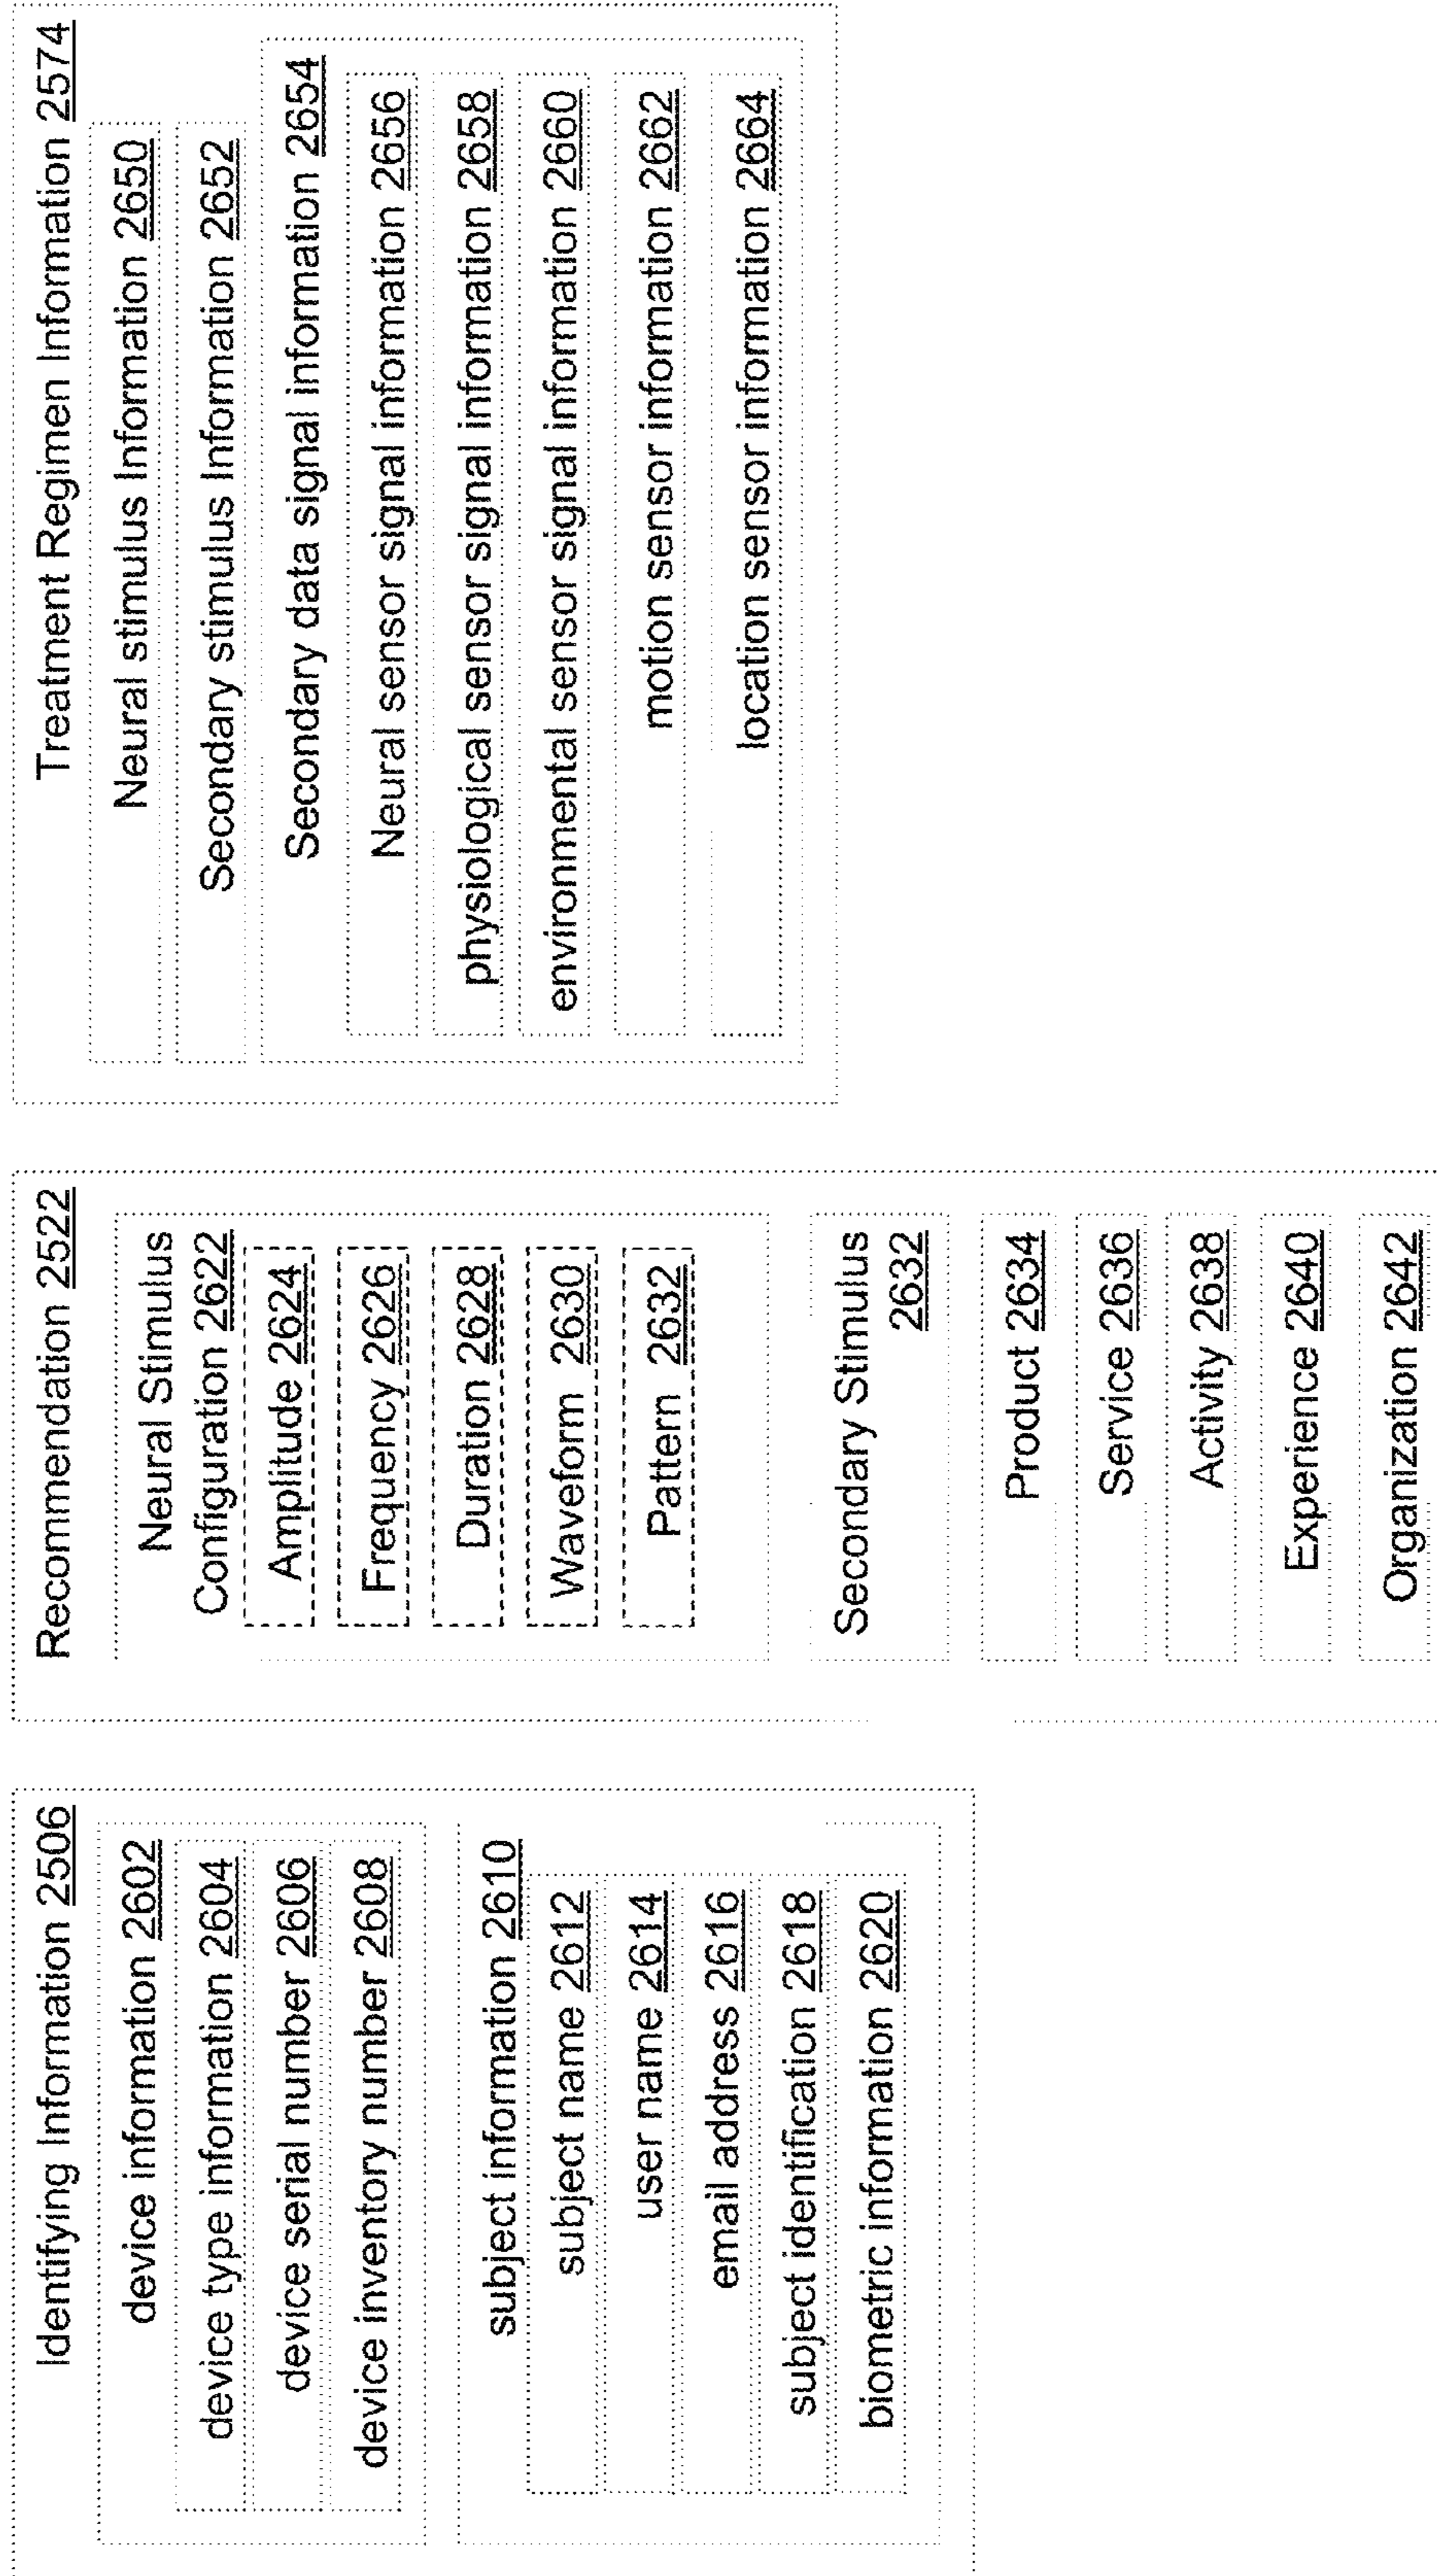 Identifying Information 2506
device information 2602
device type information 2604
device serial number 2606
device inventory number 2608
subject information 2610
subject name 2612
user name 2614
email address 2616
subject identification 2618
biometric information 2620
Recommendation 2522
Neural Stimulus
Configuration 2622
Amplitude 2624
Frequency 2626
Duration 2628
Waveform 2630
Pattern 2632
Secondary Stimulus
2632
Product 2634
Service 2636
Activity 2638
Experience 2640
Organization 2642
Treatment Regimen Information 2574
Neural stimulus Information 2650
Secondary stimulus Information 2652
Secondary data signal information 2654
Neural sensor signal information 2656
physiological sensor signal information 2658
environmental sensor signal information 2660
motion sensor information 2662
location sensor information 2664